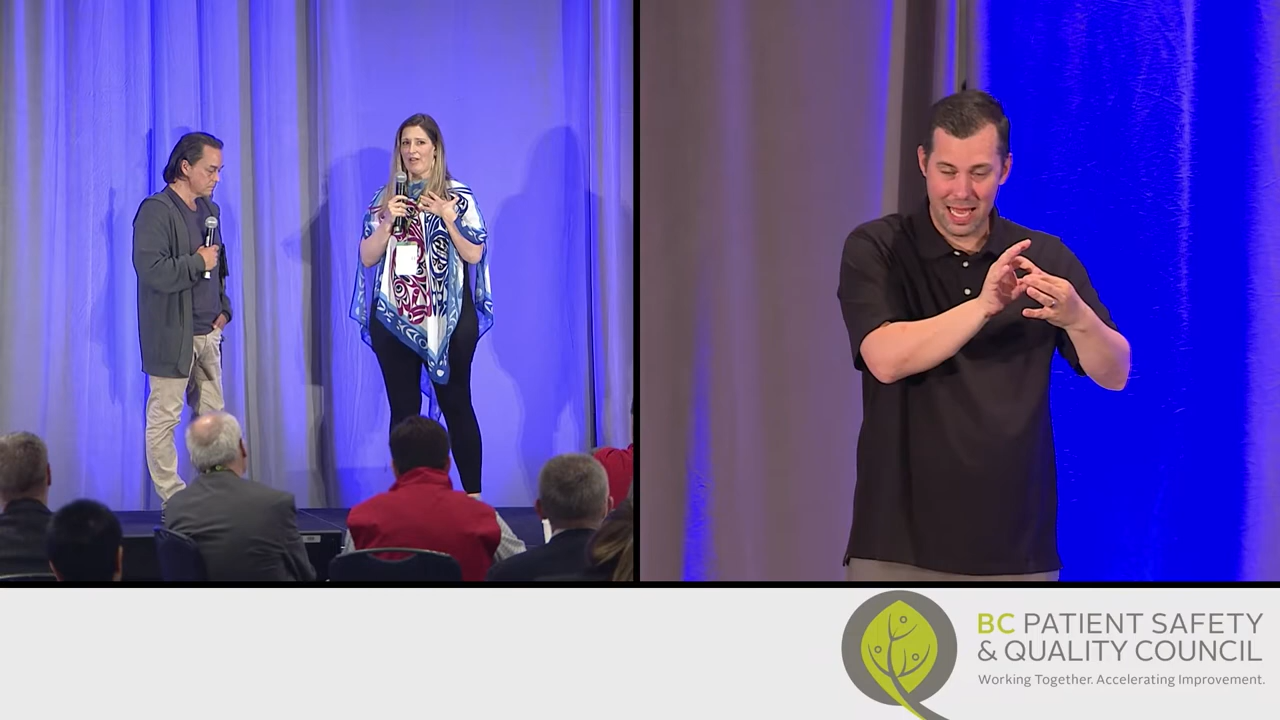 BC PATIENT SAFETY
& QUALITY COUNCIL
Working Together. Accelerating Improvement.